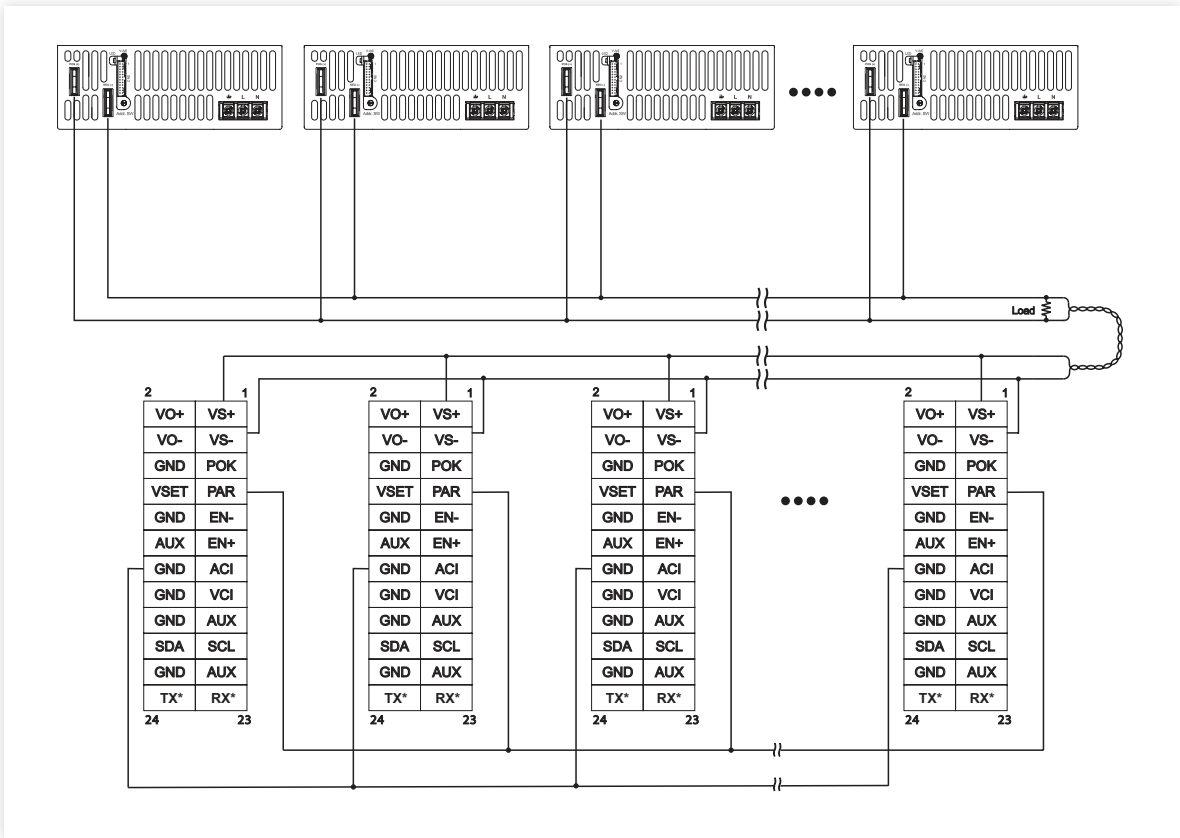 L N L N L N L N
Load
2 1 2 1 2 1 2 1
VO+ VS+ VO+ VS+ VO+ VS+ VO+ VS+
VO- VS- VO- VS- VO- VS- VO- VS-
GND POK GND POK GND POK GND POK
VSET PAR VSET PAR VSET PAR VSET PAR
GND EN- GND EN- GND EN- GND EN-
AUX EN+ AUX EN+ AUX EN+ AUX EN+
GND ACI GND ACI GND ACI GND ACI
GND VCI GND VCI GND VCI GND VCI
GND AUX GND AUX GND AUX GND AUX
SDA SCL SDA SCL SDA SCL SDA SCL
GND AUX GND AUX GND AUX GND AUX
TX* RX* TX* RX* TX* RX* TX* RX*
24 23 24 23 24 23 24 23